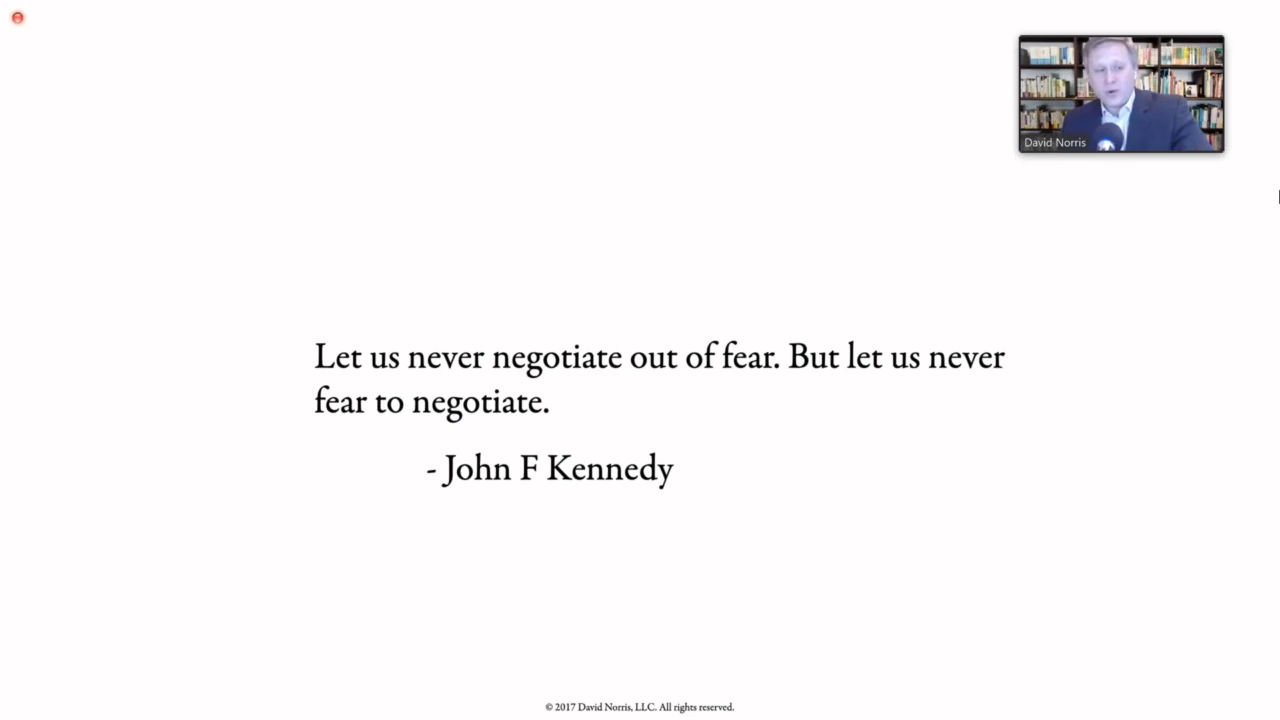 David Norris
Let us never negotiate out of fear. But let us never
fear to negotiate.
- John F Kennedy
© 2017 David Norris, LLC. All rights reserved.